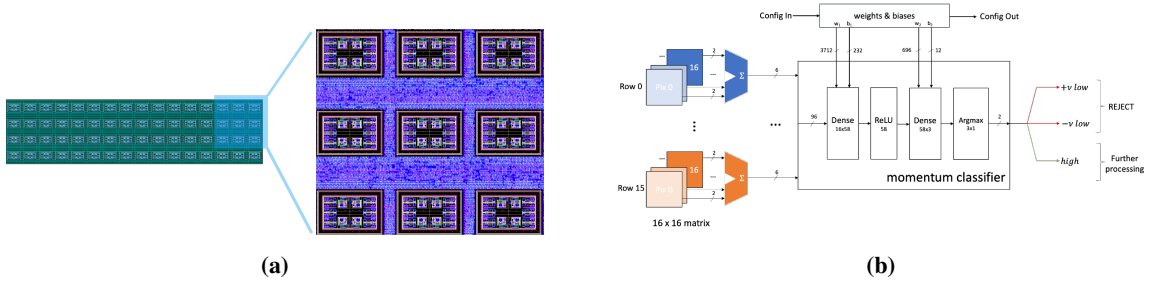 Config In
weights & biases
Config Out
w₁ b₁ w₂ b₂
3712 232 696 12
2
16
Pix 0
2
Σ
6
Row 0
96
Dense
16x58
ReLU
58
Dense
58x3
Argmax
3x1
2
+v low
−v low
high
REJECT
Further
processing
momentum classifier
2
16
Pix 0
2
Σ
6
Row 15
16 x 16 matrix
(a)
(b)